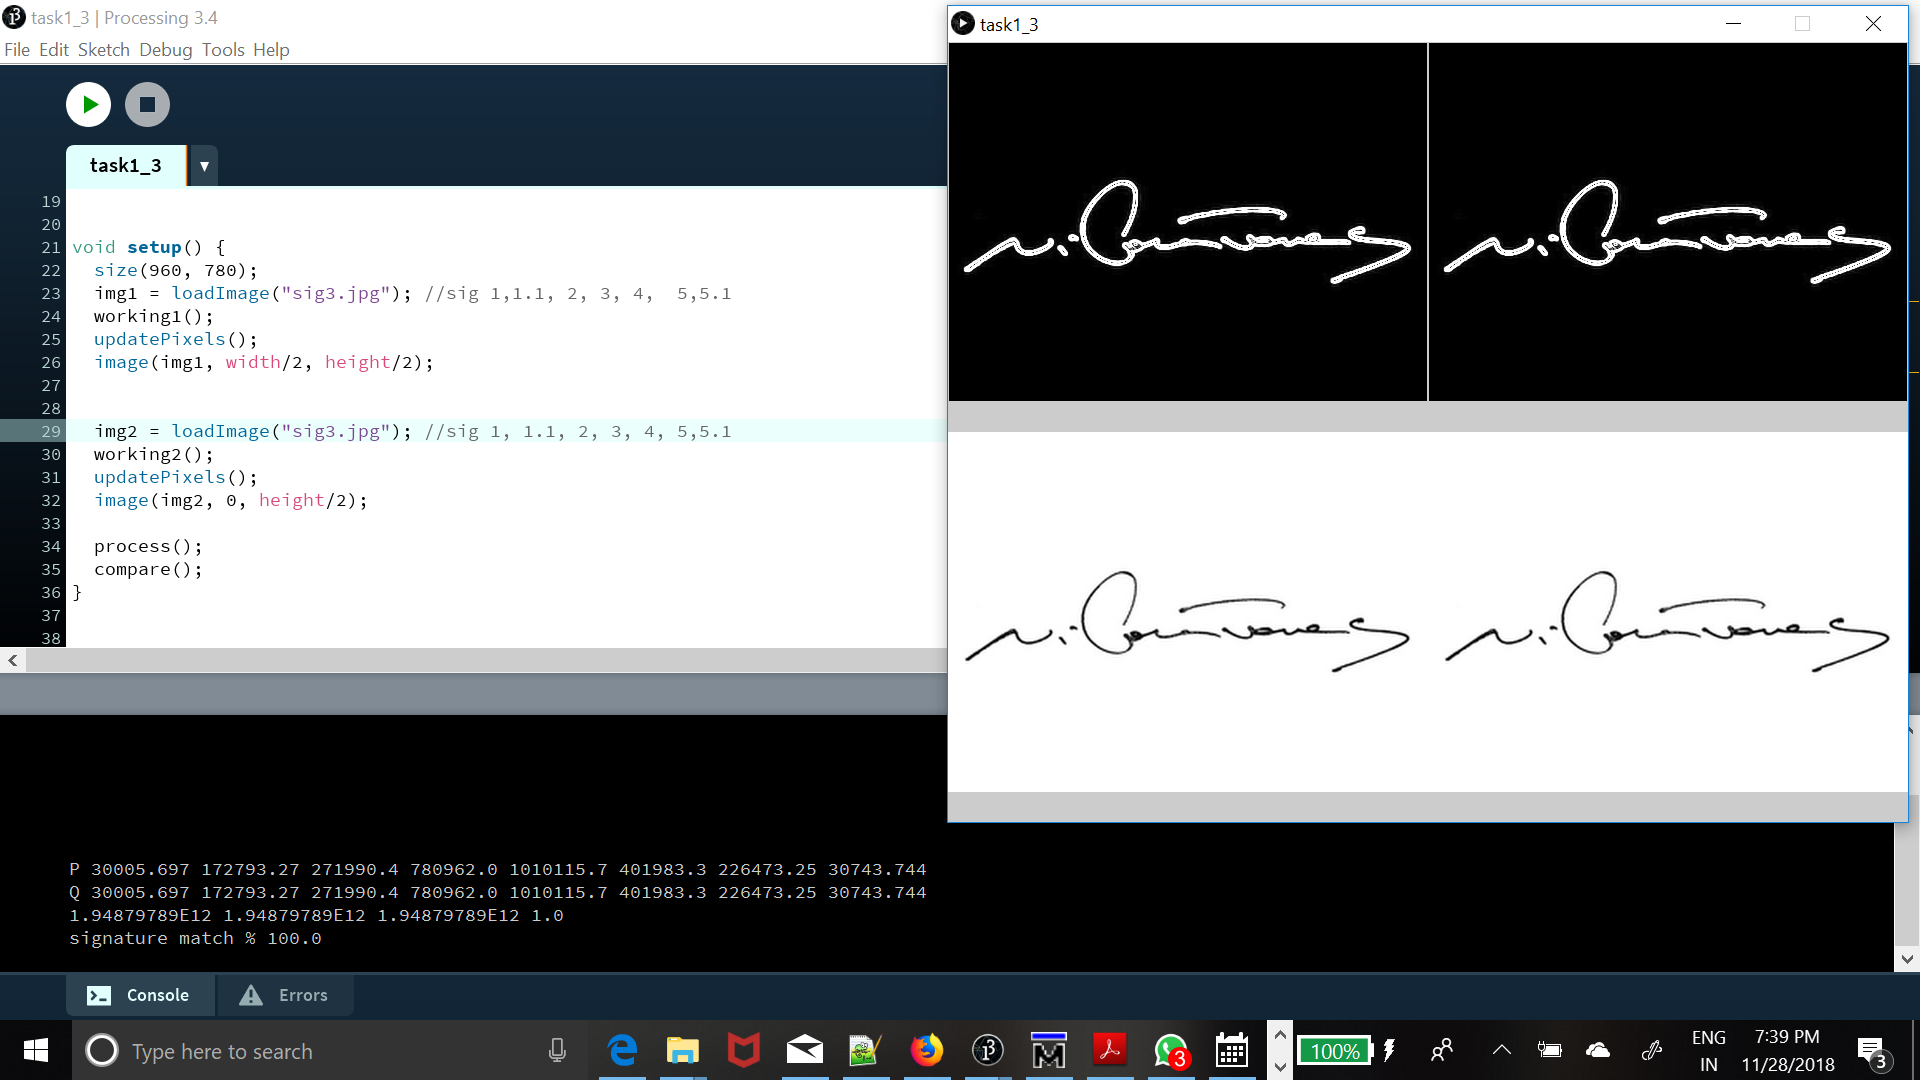 task1_3 | Processing 3.4
File Edit Sketch Debug Tools Help
task1_3
19
20
21 void setup() {
22 size(960, 780);
23 img1 = loadImage("sig3.jpg"); //sig 1,1.1, 2, 3, 4,  5,5.1
24 working1();
25 updatePixels();
26 image(img1, width/2, height/2);
27
28
29 img2 = loadImage("sig3.jpg"); //sig 1, 1.1, 2, 3, 4, 5,5.1
30 working2();
31 updatePixels();
32 image(img2, 0, height/2);
33
34 process();
35 compare();
36 }
37
38
task1_3
P 30005.697 172793.27 271990.4 780962.0 1010115.7 401983.3 226473.25 30743.744
Q 30005.697 172793.27 271990.4 780962.0 1010115.7 401983.3 226473.25 30743.744
1.94879789E12 1.94879789E12 1.94879789E12 1.0
signature match % 100.0
Console
Errors
Type here to search
3
100%
ENG
IN
7:39 PM
11/28/2018
3